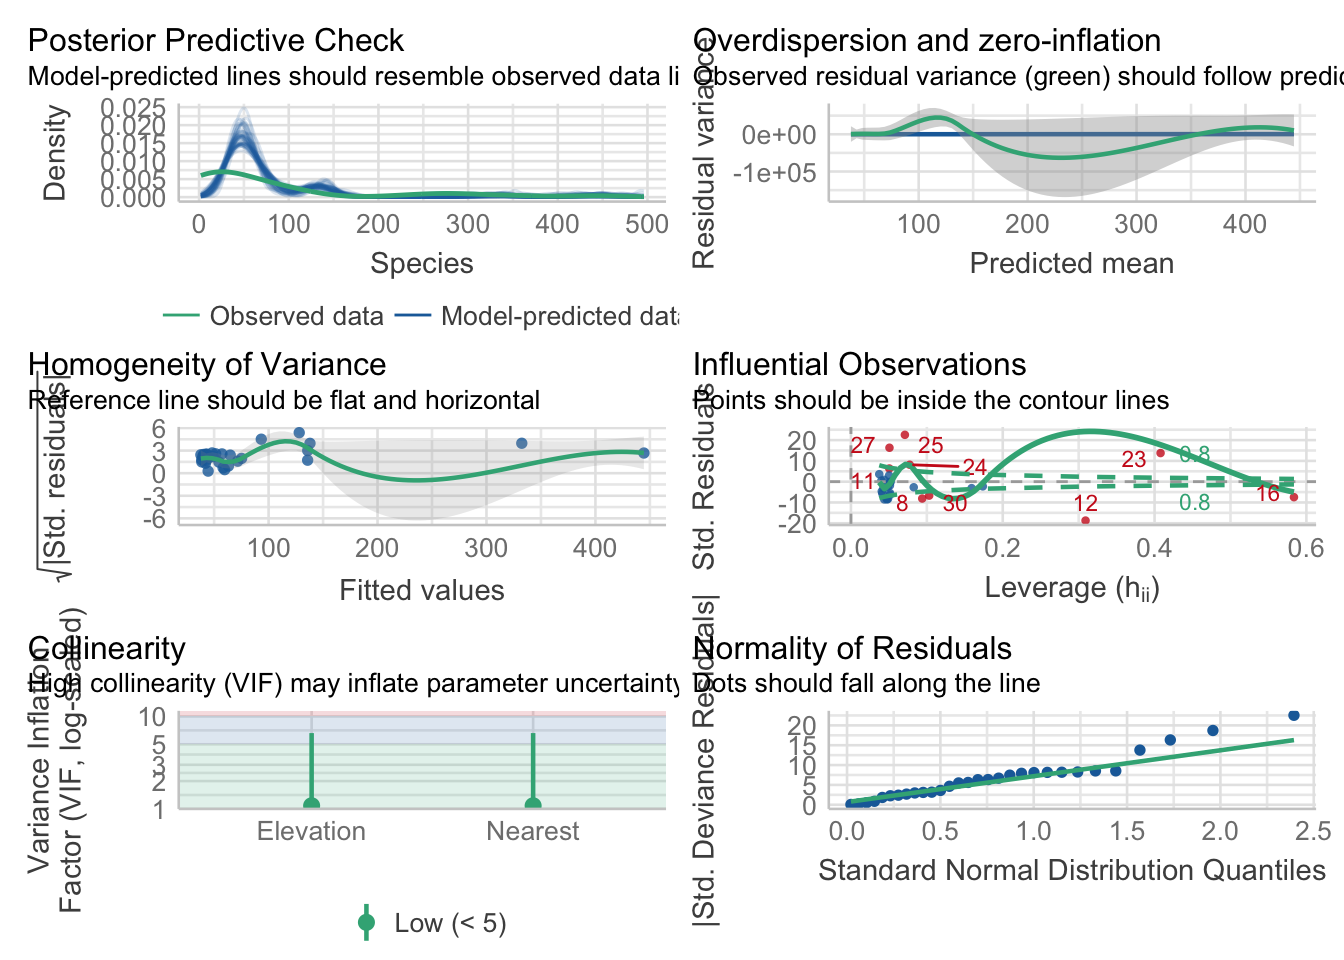 Posterior Predictive Check
Model-predicted lines should resemble observed data li
Density
0.025
0.020
0.015
0.010
0.005
0.000
0 100 200 300 400 500
Species
Observed data Model-predicted data
Overdispersion and zero-inflation
Observed residual variance (green) should follow predic
Residual variance
0e+00
-1e+05
100 200 300 400
Predicted mean
Homogeneity of Variance
Reference line should be flat and horizontal
√|Std. residuals|
6
3
0
-3
-6
100 200 300 400
Fitted values
Influential Observations
Points should be inside the contour lines
Std. Residuals
20
10
0
-10
-20
27 25 24 23 0.8
11 8 30 12 0.8 16
0.0 0.2 0.4 0.6
Leverage (hii)
Collinearity
High collinearity (VIF) may inflate parameter uncertainty
Variance Inflation
Factor (VIF, log-scaled)
10
5
3
2
1
Elevation Nearest
Low (< 5)
Normality of Residuals
Dots should fall along the line
|Std. Deviance Residuals|
20
15
10
5
0
0.0 0.5 1.0 1.5 2.0 2.5
Standard Normal Distribution Quantiles